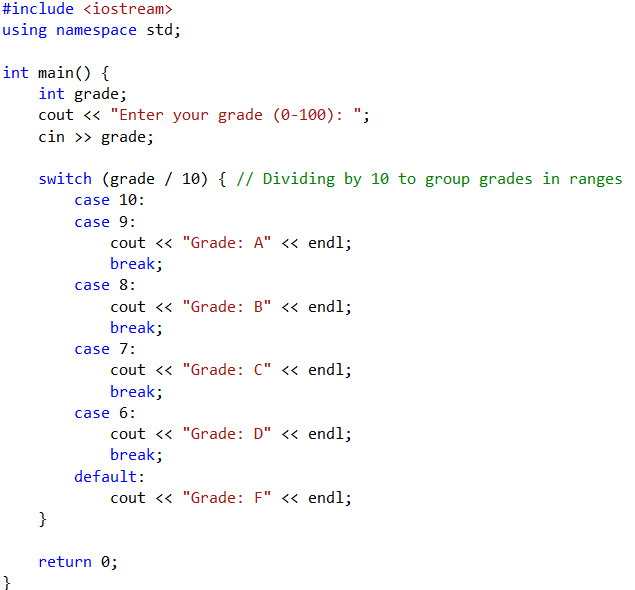 #include <iostream>
using namespace std;

int main() {
    int grade;
    cout << "Enter your grade (0-100): ";
    cin >> grade;

    switch (grade / 10) { // Dividing by 10 to group grades in ranges
        case 10:
        case 9:
            cout << "Grade: A" << endl;
            break;
        case 8:
            cout << "Grade: B" << endl;
            break;
        case 7:
            cout << "Grade: C" << endl;
            break;
        case 6:
            cout << "Grade: D" << endl;
            break;
        default:
            cout << "Grade: F" << endl;
    }

    return 0;
}